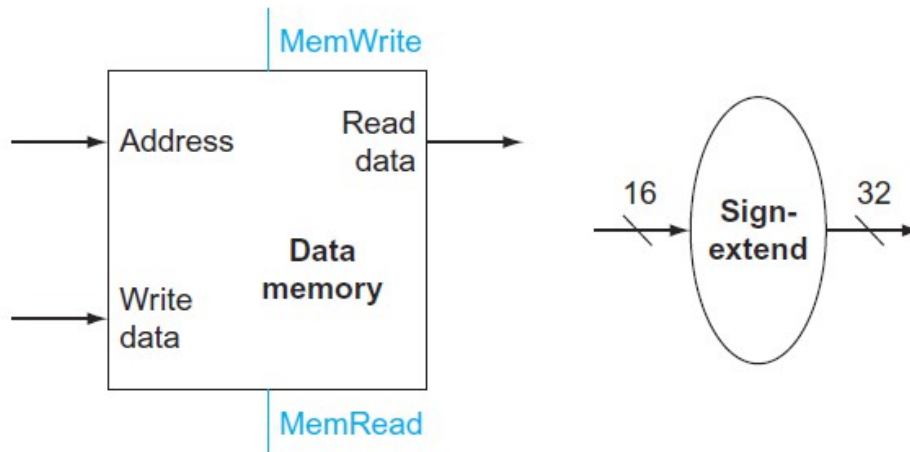 MemWrite
Address
Read
data
Data
memory
Write
data
MemRead
16
Sign-
extend
32